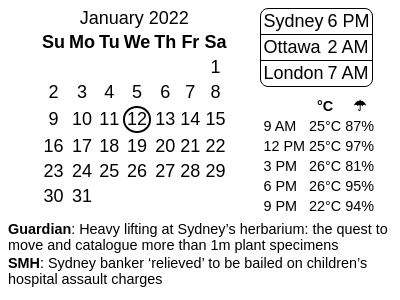 January 2022
Su Mo Tu We Th Fr Sa
1
2 3 4 5 6 7 8
9 10 11 12 13 14 15
16 17 18 19 20 21 22
23 24 25 26 27 28 29
30 31
Sydney 6 PM
Ottawa 2 AM
London 7 AM
°C ☂
9 AM 25°C 87%
12 PM 25°C 97%
3 PM 26°C 81%
6 PM 26°C 95%
9 PM 22°C 94%
Guardian: Heavy lifting at Sydney’s herbarium: the quest to
move and catalogue more than 1m plant specimens
SMH: Sydney banker ‘relieved’ to be bailed on children’s
hospital assault charges